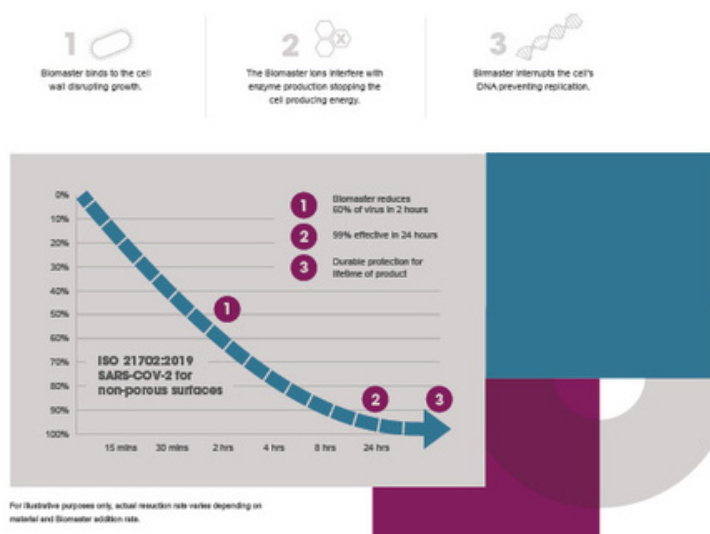 1
Biomaster binds to the cell
wall disrupting growth.
2
X
The Biomaster ions interfere with
enzyme production stopping the
cell producing energy.
3
Birmaster interrupts the cell's
DNA preventing replication.
0%
10%
20%
30%
40%
50%
60%
70%
80%
90%
100%
1
Biomaster reduces
60% of virus in 2 hours
2
99% effective in 24 hours
3
Durable protection for
lifetime of product
1
ISO 21702:2019
SARS-COV-2 for
non-porous surfaces
2
3
15 mins 30 mins 2 hrs 4 hrs 8 hrs 24 hrs
For illustrative purposes only, actual resuction rate varies depending on
material and Biomaster addition rate.